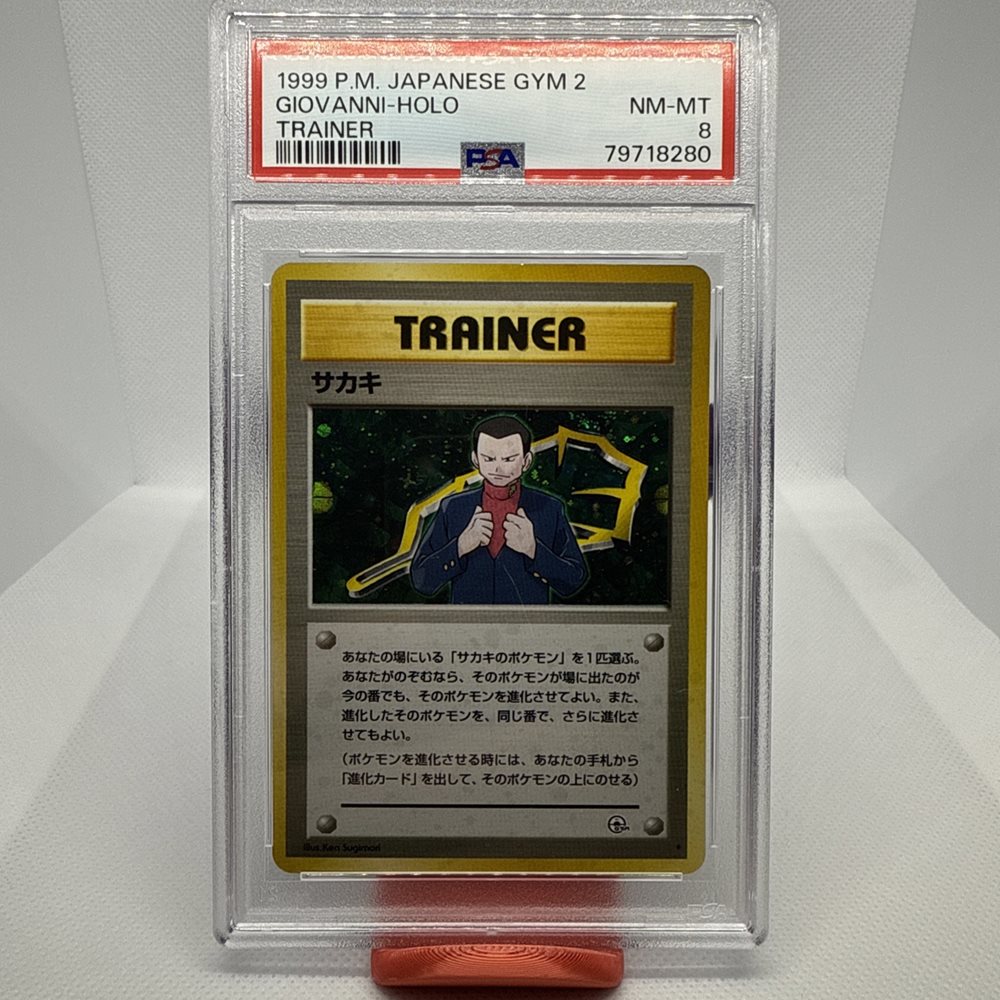 1999 P.M. JAPANESE GYM 2
GIOVANNI-HOLO NM-MT
TRAINER 8
PSA 79718280
TRAINER
サカキ
あなたの場にいる「サカキのポケモン」を1匹選ぶ。
あなたがのぞむなら、そのポケモンが場に出たのが
今の番でも、そのポケモンを進化させてよい。また、
進化したそのポケモンを、同じ番で、さらに進化さ
せてもよい。
(ポケモンを進化させる時には、あなたの手札から
「進化カード」を出して、そのポケモンの上にのせる)
GYM
Illus. Ken Sugimori
PSA